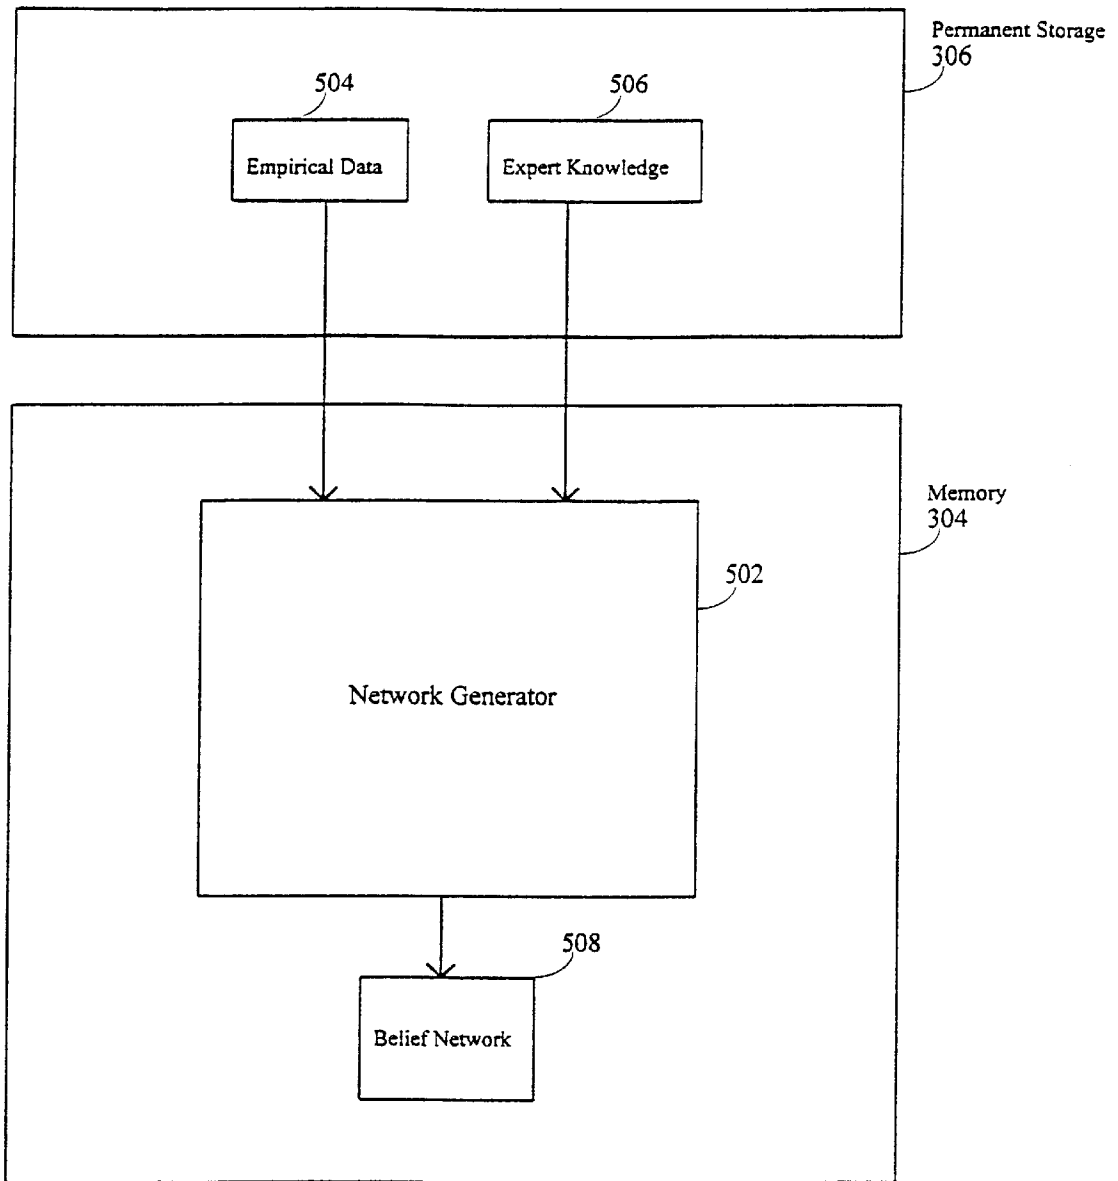 Permanent Storage
306
504
506
Empirical Data
Expert Knowledge
Memory
304
502
Network Generator
508
Belief Network